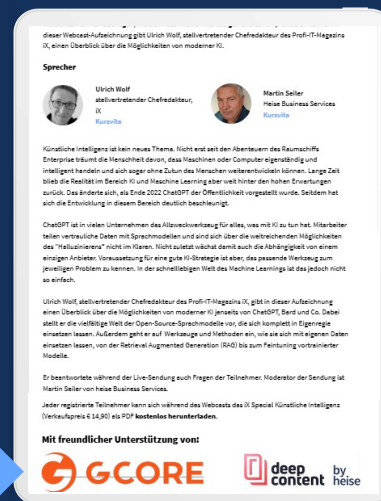 dieser Webcast-Aufzeichnung gibt Ulrich Wolf, stellvertretender Chefredakteur des Profi-IT-Magazins
iX, einen Überblick über die Möglichkeiten von moderner KI.
Sprecher
Ulrich Wolf
stellvertretender Chefredakteur,
iX
Kurzvita
Martin Seiler
Heise Business Services
Kurzvita
Künstliche Intelligenz ist kein neues Thema. Nicht erst seit den Abenteuern des Raumschiffs
Enterprise träumt die Menschheit davon, dass Maschinen oder Computer eigenständig und
intelligent handeln und sich sogar ohne Zutun des Menschen weiterentwickeln können. Lange Zeit
blieb die Realität im Bereich KI und Maschine Learning aber weit hinter den hohen Erwartungen
zurück. Das änderte sich, als Ende 2022 ChatGPT der Öffentlichkeit vorgestellt wurde. Seitdem hat
sich die Entwicklung in diesem Bereich deutlich beschleunigt.
ChatGPT ist in vielen Unternehmen das Allzweckwerkzeug für alles, was mit KI zu tun hat. Mitarbeiter
teilen vertrauliche Daten mit Sprachmodellen und sind sich über die weitreichenden Möglichkeiten
des "Halluzinierens" nicht im Klaren. Nicht zuletzt wächst damit auch die Abhängigkeit von einem
einzigen Anbieter. Voraussetzung für eine gute KI-Strategie ist aber, das passende Werkzeug zum
jeweiligen Problem zu kennen. In der schnelllebigen Welt des Machine Learnings ist das jedoch nicht
so einfach.
Ulrich Wolf, stellvertretender Chefredakteur des Profi-IT-Magazins iX, gibt in dieser Aufzeichnung
einen Überblick über die Möglichkeiten von moderner KI jenseits von ChatGPT, Bard und Co. Dabei
stellt er die vielfältige Welt der Open-Source-Sprachmodelle vor, die sich komplett in Eigenregie
einsetzen lassen. Außerdem geht er auf Werkzeuge und Methoden ein, wie sie sich mit eigenen Daten
einsetzen lassen, von der Retrieval Augmented Generation (RAG) bis zum Feintuning vortrainierter
Modelle.
Er beantwortete während der Live-Sendung auch Fragen der Teilnehmer. Moderator der Sendung ist
Martin Seiler von heise Business Services.
Jeder registrierte Teilnehmer kann sich während des Webcasts das iX Special Künstliche Intelligenz
(Verkaufspreis € 14,90) als PDF kostenlos herunterladen.
Mit freundlicher Unterstützung von:
GCORE
deep content by heise